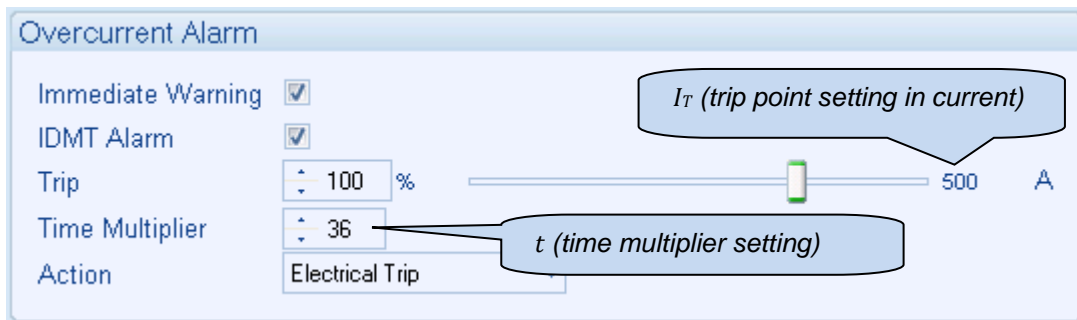 Overcurrent Alarm
Immediate Warning
IT (trip point setting in current)
IDMT Alarm
Trip 100 % 500 A
Time Multiplier 36
t (time multiplier setting)
Action Electrical Trip